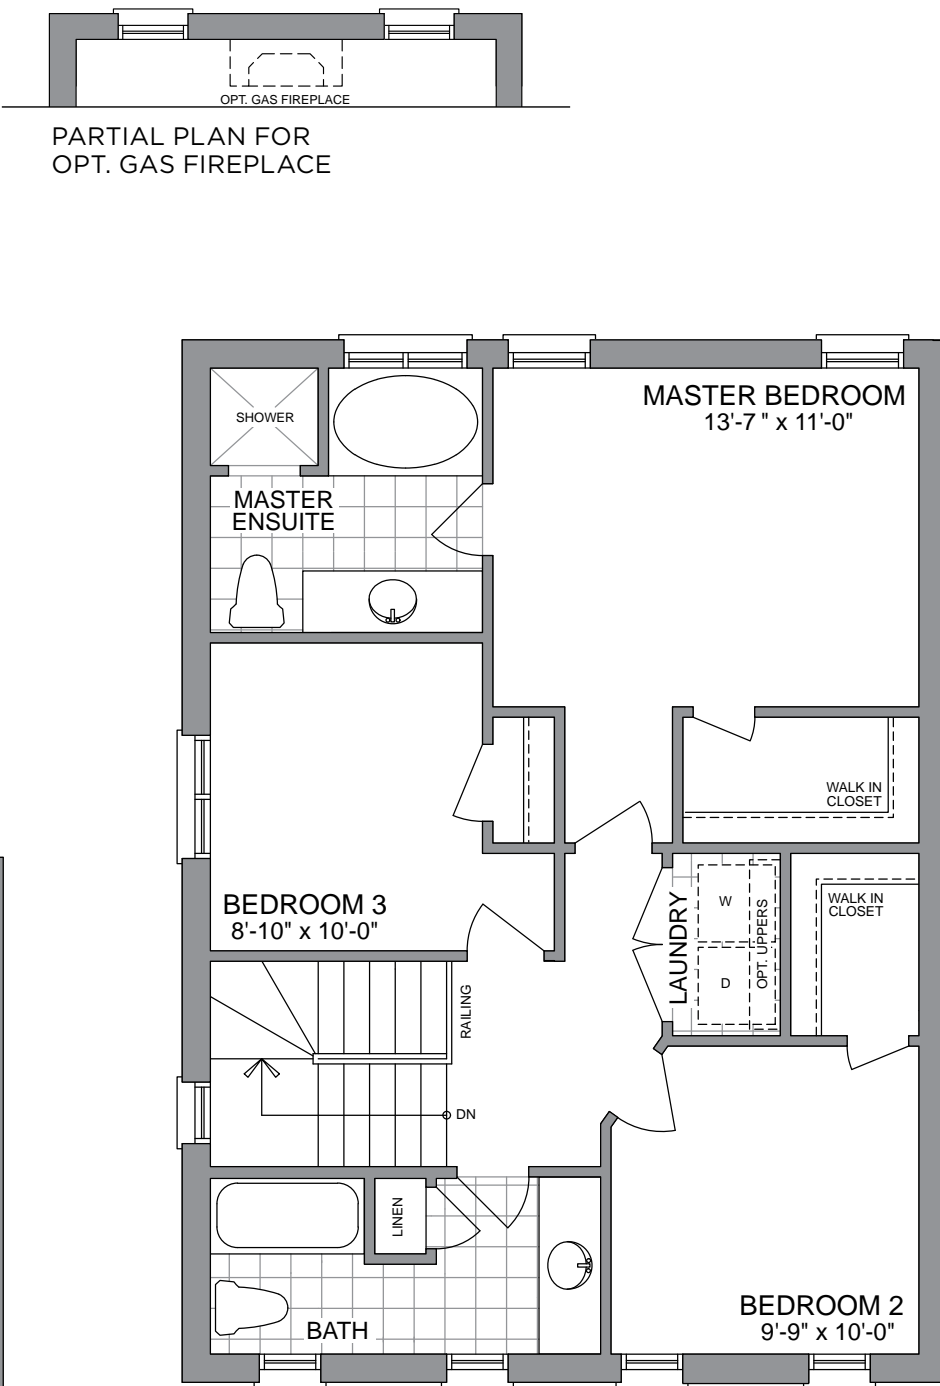 OPT. GAS FIREPLACE
PARTIAL PLAN FOR
OPT. GAS FIREPLACE
MASTER BEDROOM
13'-7 " x 11'-0"
SHOWER
MASTER
ENSUITE
WALK IN
CLOSET
BEDROOM 3
8'-10" x 10'-0"
LAUNDRY
W
D
OPT. UPPERS
WALK IN
CLOSET
RAILING
DN
LINEN
BATH
BEDROOM 2
9'-9" x 10'-0"